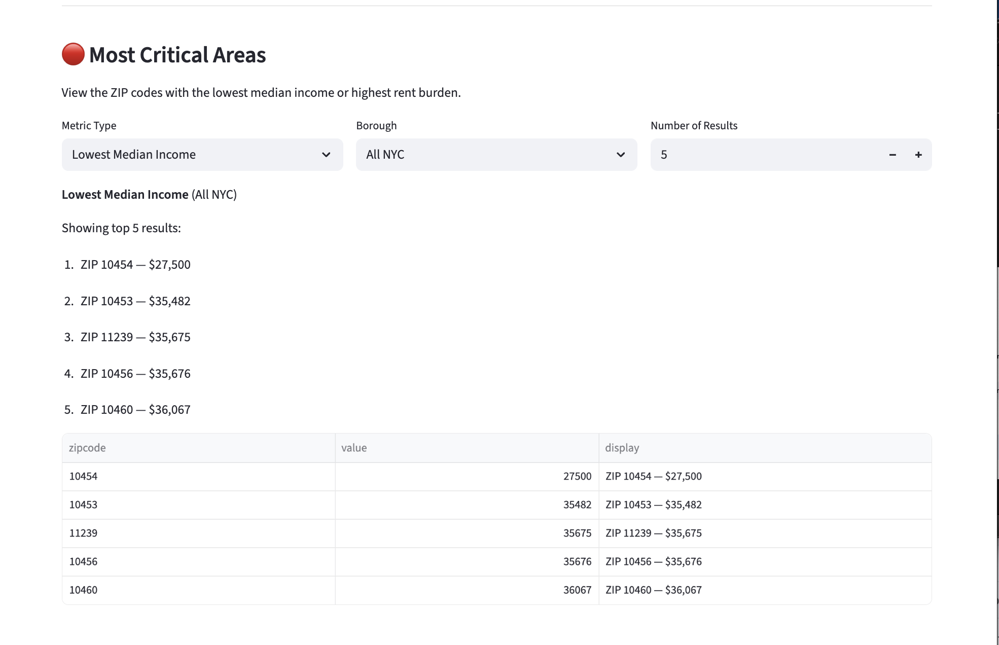 Most Critical Areas
View the ZIP codes with the lowest median income or highest rent burden.
Metric Type Borough Number of Results
Lowest Median Income All NYC 5 − +
Lowest Median Income (All NYC)
Showing top 5 results:
1. ZIP 10454 — $27,500
2. ZIP 10453 — $35,482
3. ZIP 11239 — $35,675
4. ZIP 10456 — $35,676
5. ZIP 10460 — $36,067
zipcode value display
10454 27500 ZIP 10454 — $27,500
10453 35482 ZIP 10453 — $35,482
11239 35675 ZIP 11239 — $35,675
10456 35676 ZIP 10456 — $35,676
10460 36067 ZIP 10460 — $36,067